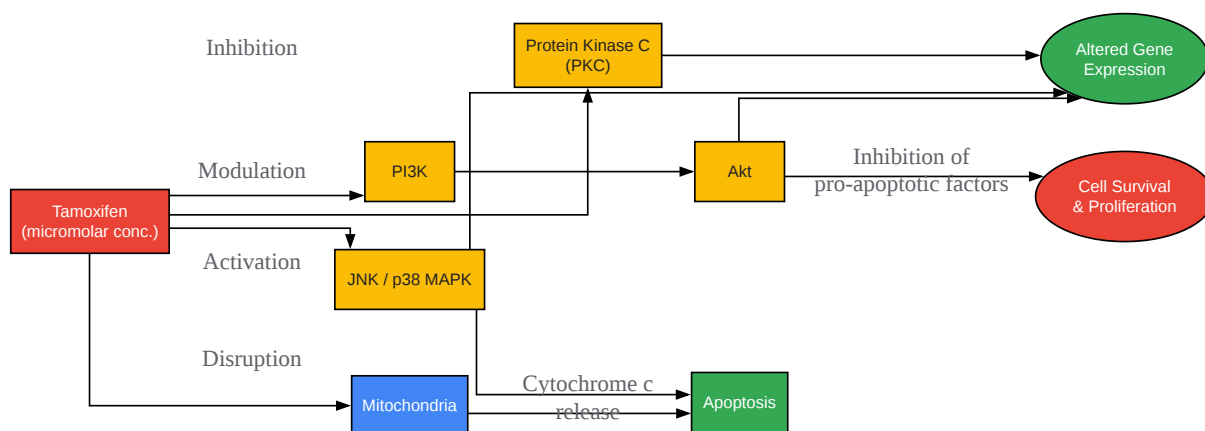 Inhibition
Protein Kinase C
(PKC)
Altered Gene
Expression
Modulation
PI3K
Akt
Inhibition of
pro-apoptotic factors
Cell Survival
& Proliferation
Tamoxifen
(micromolar conc.)
Activation
JNK / p38 MAPK
Disruption
Mitochondria
Cytochrome c
release
Apoptosis